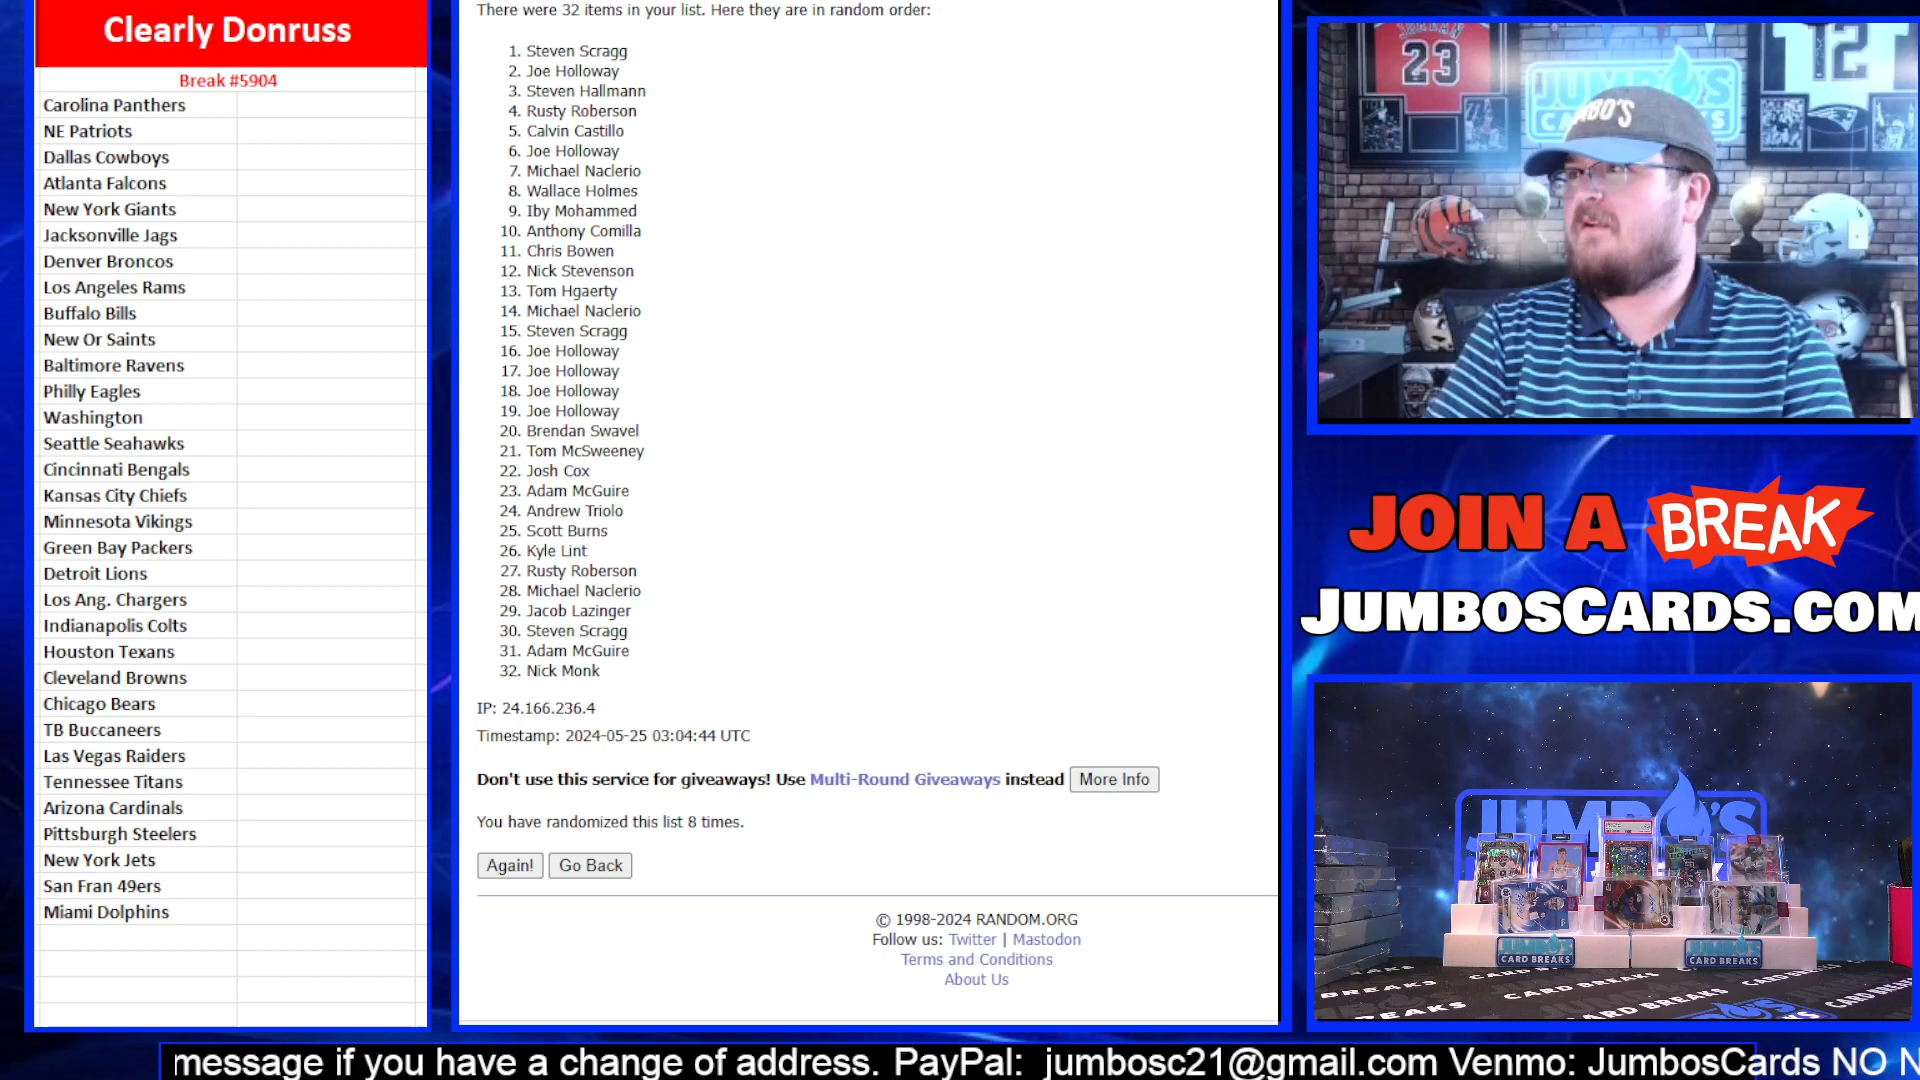 Clearly Donruss
Break #5904
Carolina Panthers
NE Patriots
Dallas Cowboys
Atlanta Falcons
New York Giants
Jacksonville Jags
Denver Broncos
Los Angeles Rams
Buffalo Bills
New Or Saints
Baltimore Ravens
Philly Eagles
Washington
Seattle Seahawks
Cincinnati Bengals
Kansas City Chiefs
Minnesota Vikings
Green Bay Packers
Detroit Lions
Los Ang. Chargers
Indianapolis Colts
Houston Texans
Cleveland Browns
Chicago Bears
TB Buccaneers
Las Vegas Raiders
Tennessee Titans
Arizona Cardinals
Pittsburgh Steelers
New York Jets
San Fran 49ers
Miami Dolphins
There were 32 items in your list. Here they are in random order:
1. Steven Scragg
2. Joe Holloway
3. Steven Hallmann
4. Rusty Roberson
5. Calvin Castillo
6. Joe Holloway
7. Michael Naclerio
8. Wallace Holmes
9. Iby Mohammed
10. Anthony Comilla
11. Chris Bowen
12. Nick Stevenson
13. Tom Hgaerty
14. Michael Naclerio
15. Steven Scragg
16. Joe Holloway
17. Joe Holloway
18. Joe Holloway
19. Joe Holloway
20. Brendan Swavel
21. Tom McSweeney
22. Josh Cox
23. Adam McGuire
24. Andrew Triolo
25. Scott Burns
26. Kyle Lint
27. Rusty Roberson
28. Michael Naclerio
29. Jacob Lazinger
30. Steven Scragg
31. Adam McGuire
32. Nick Monk
IP: 24.166.236.4
Timestamp: 2024-05-25 03:04:44 UTC
Don't use this service for giveaways! Use Multi-Round Giveaways instead More Info
You have randomized this list 8 times.
Again! Go Back
© 1998-2024 RANDOM.ORG
Follow us: Twitter | Mastodon
Terms and Conditions
About Us
23
12
JUMBO'S
JOIN A BREAK
JUMBOSCARDS.COM
JUMBO'S
JUMBO'S
CARD BREAKS
JUMBO'S
CARD BREAKS
BREAKS CARD BREAKS CARD BREAKS
message if you have a change of address. PayPal: jumbosc21@gmail.com Venmo: JumbosCards NO N